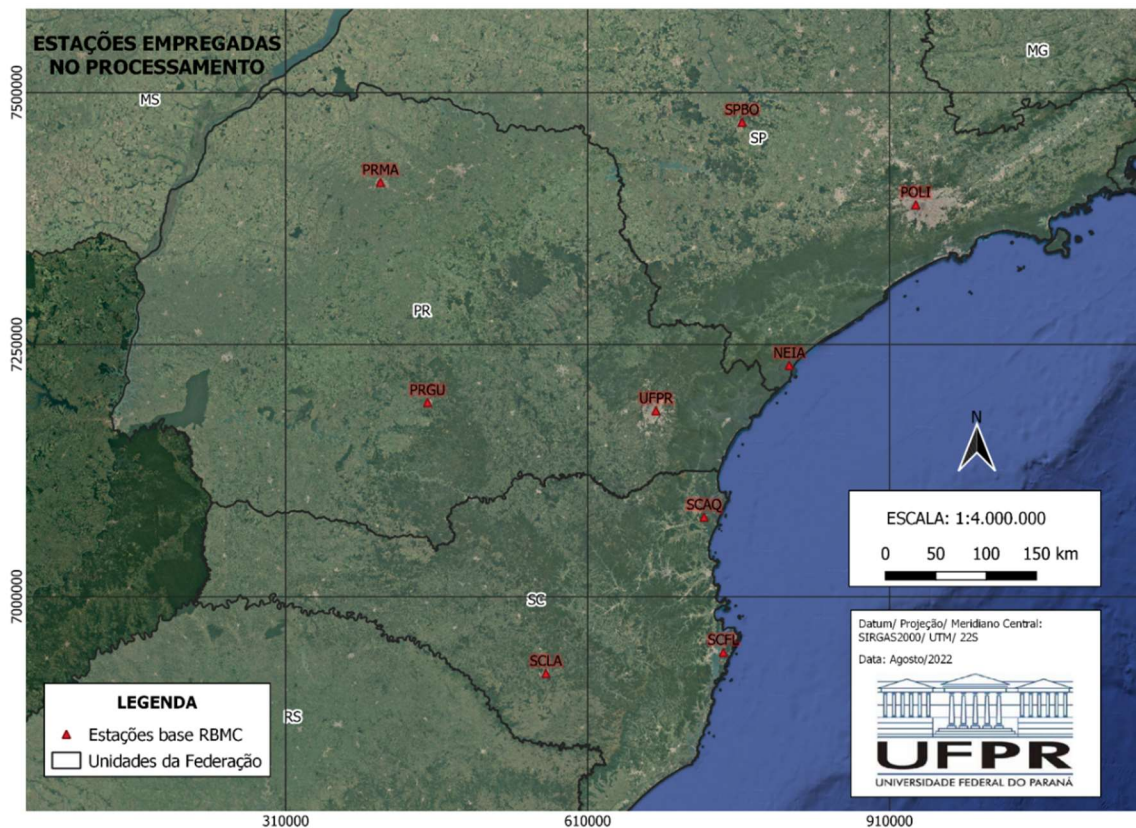 ESTAÇÕES EMPREGADAS
NO PROCESSAMENTO
MG
MS
7500000
SPBO
SP
PRMA
POLI
PR
7250000
NEIA
PRGU
UFPR
N
SCAQ
ESCALA: 1:4.000.000
0 50 100 150 km
7000000
SC
SCFL
SCLA
Datum/ Projeção/ Meridiano Central:
SIRGAS2000/ UTM/ 22S
Data: Agosto/2022
LEGENDA
Estações base RBMC
Unidades da Federação
RS
UFPR
UNIVERSIDADE FEDERAL DO PARANÁ
310000 610000 910000